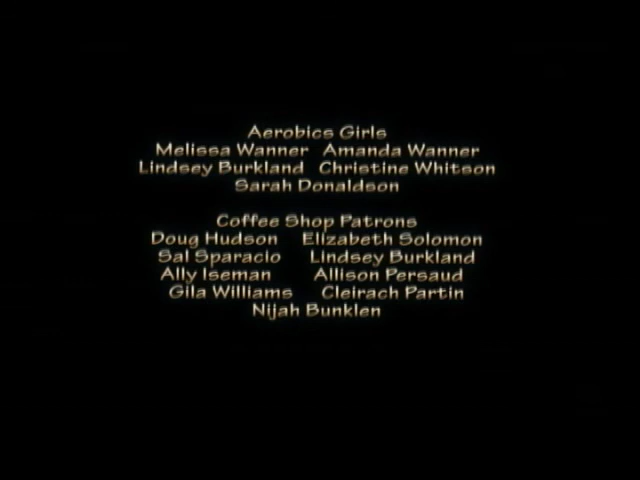 Aerobics Girls
Melissa Wanner Amanda Wanner
Lindsey Burkland Christine Whitson
Sarah Donaldson
Coffee Shop Patrons
Doug Hudson Elizabeth Solomon
Sal Sparacio Lindsey Burkland
Ally Iseman Allison Persaud
Gila Williams Cleirach Partin
Nijah Bunklen